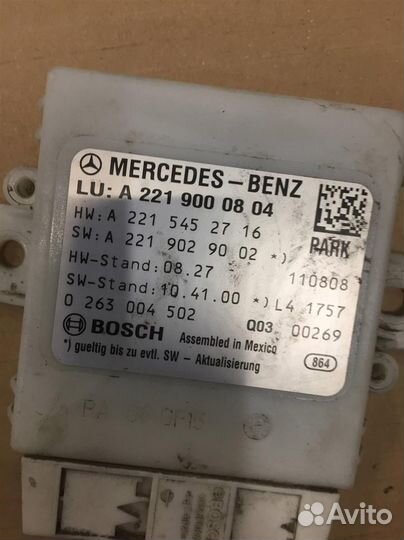 MERCEDES-BENZ
LU: A 221 900 08 04
HW: A 221 545 27 16
SW: A 221 902 90 02 *)
PARK
HW-Stand: 08.27 110808
SW-Stand: 10.41.00 *) L4 1757
0 263 004 502 Q03 00269
BOSCH Assembled in Mexico
*) gueltig bis zu evtl. SW - Aktualisierung 864
Avito